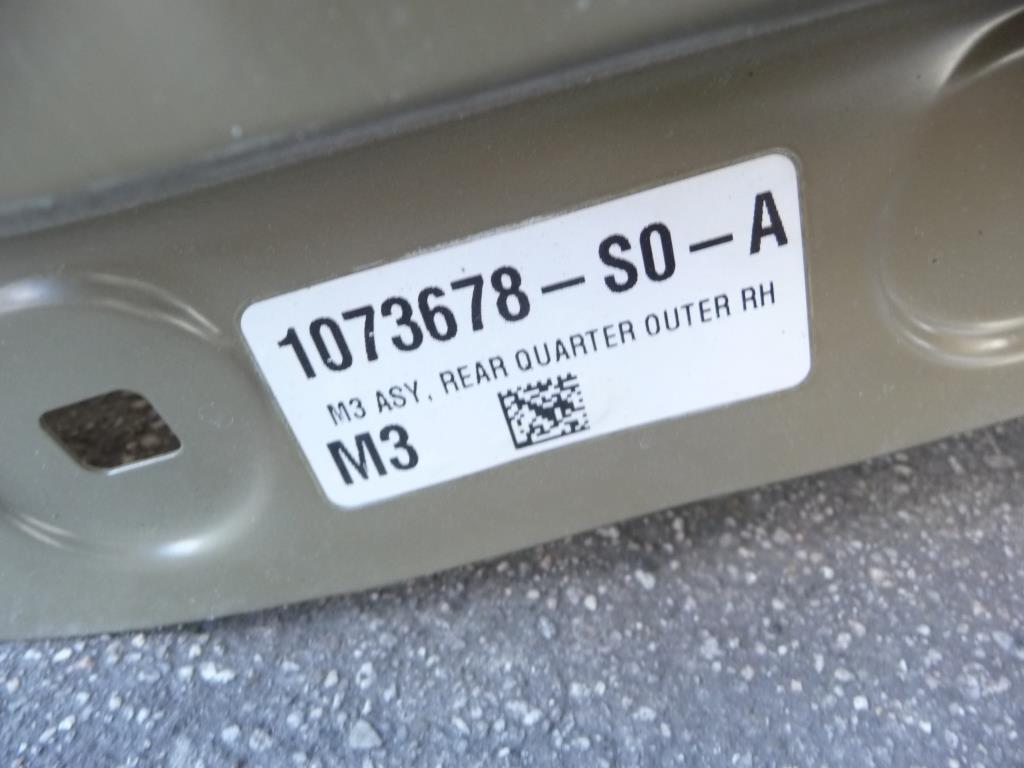 1073678-S0-A
M3 ASY, REAR QUARTER OUTER RH
M3